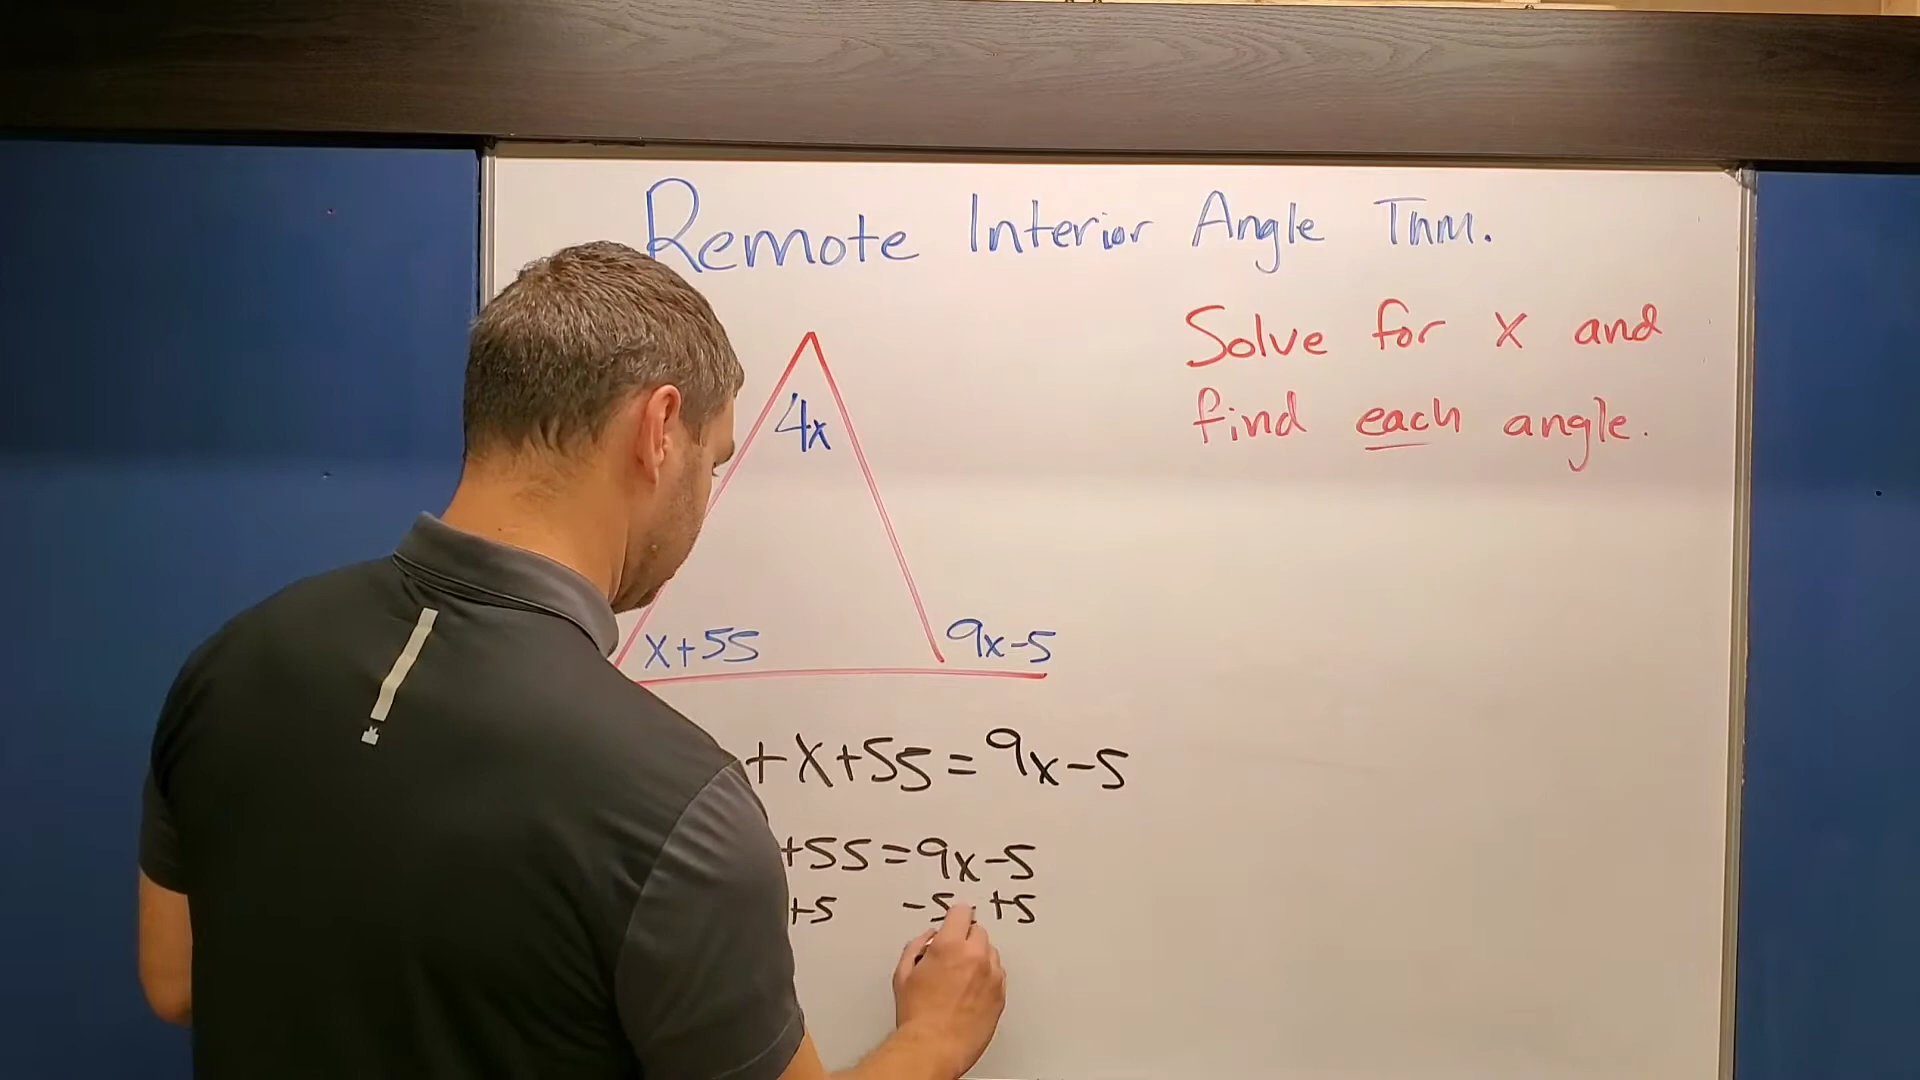 Remote Interior Angle Thm.
Solve for x and
find each angle.
4x
x+55
9x-5
+x+55=9x-5
+55=9x-5
+5 -5 +5